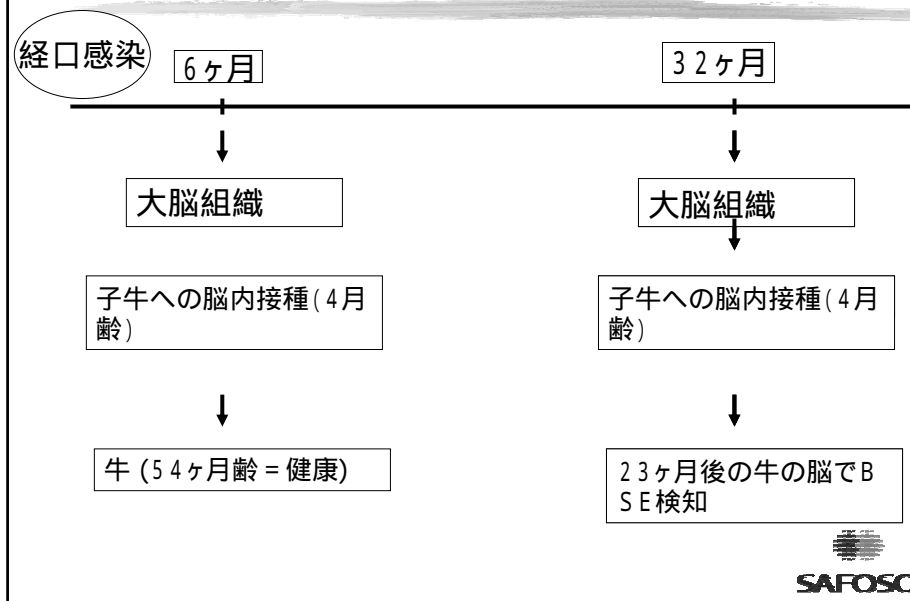 経口感染
6ヶ月
32ヶ月
大脳組織
大脳組織
子牛への脳内接種(4月
齢)
子牛への脳内接種(4月
齢)
牛 (54ヶ月齢=健康)
23ヶ月後の牛の脳でB
SE検知
SAFOSO